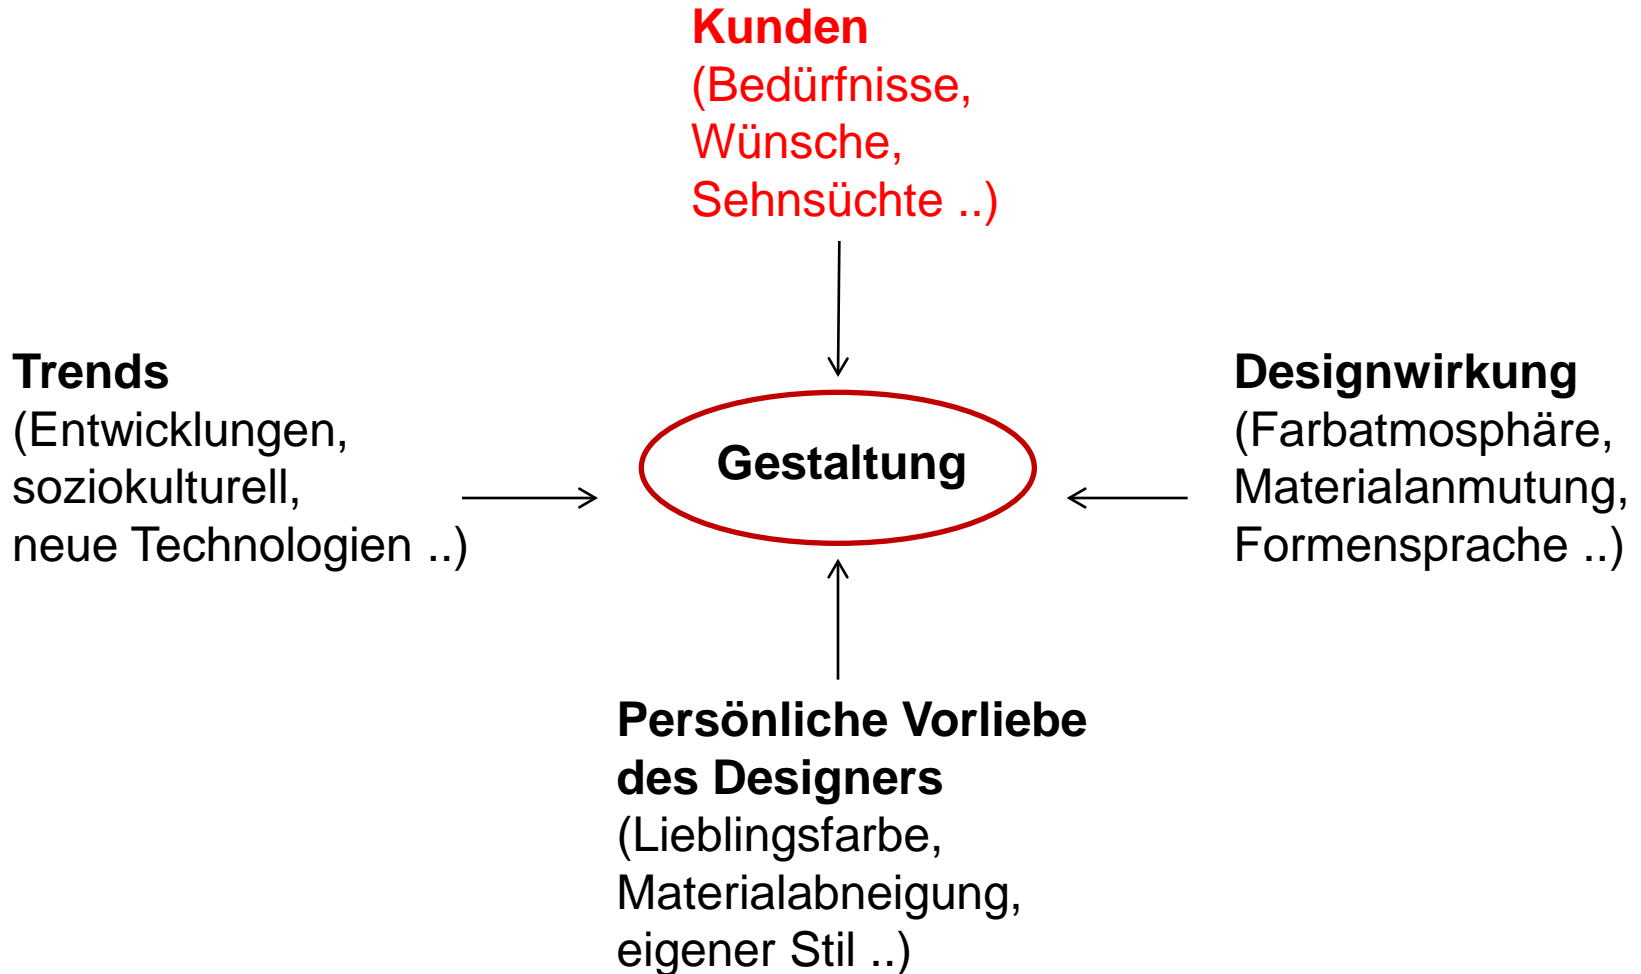 Kunden
(Bedürfnisse,
Wünsche,
Sehnsüchte ..)
Trends
(Entwicklungen,
soziokulturell,
neue Technologien ..)
Gestaltung
Designwirkung
(Farbatmosphäre,
Materialanmutung,
Formensprache ..)
Persönliche Vorliebe
des Designers
(Lieblingsfarbe,
Materialabneigung,
eigener Stil ..)